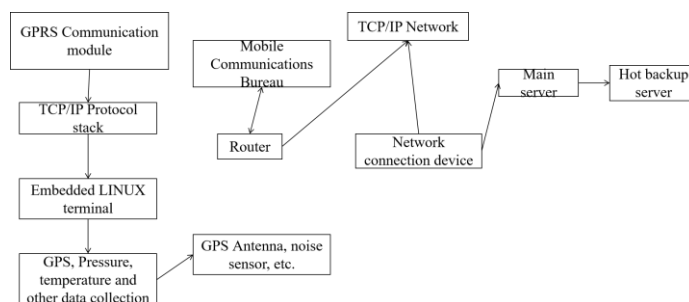 GPRS Communication
module
TCP/IP Protocol
stack
Embedded LINUX
terminal
GPS, Pressure,
temperature and
other data collection
GPS Antenna, noise
sensor, etc.
Mobile
Communications
Bureau
Router
TCP/IP Network
Network
connection device
Main
server
Hot backup
server